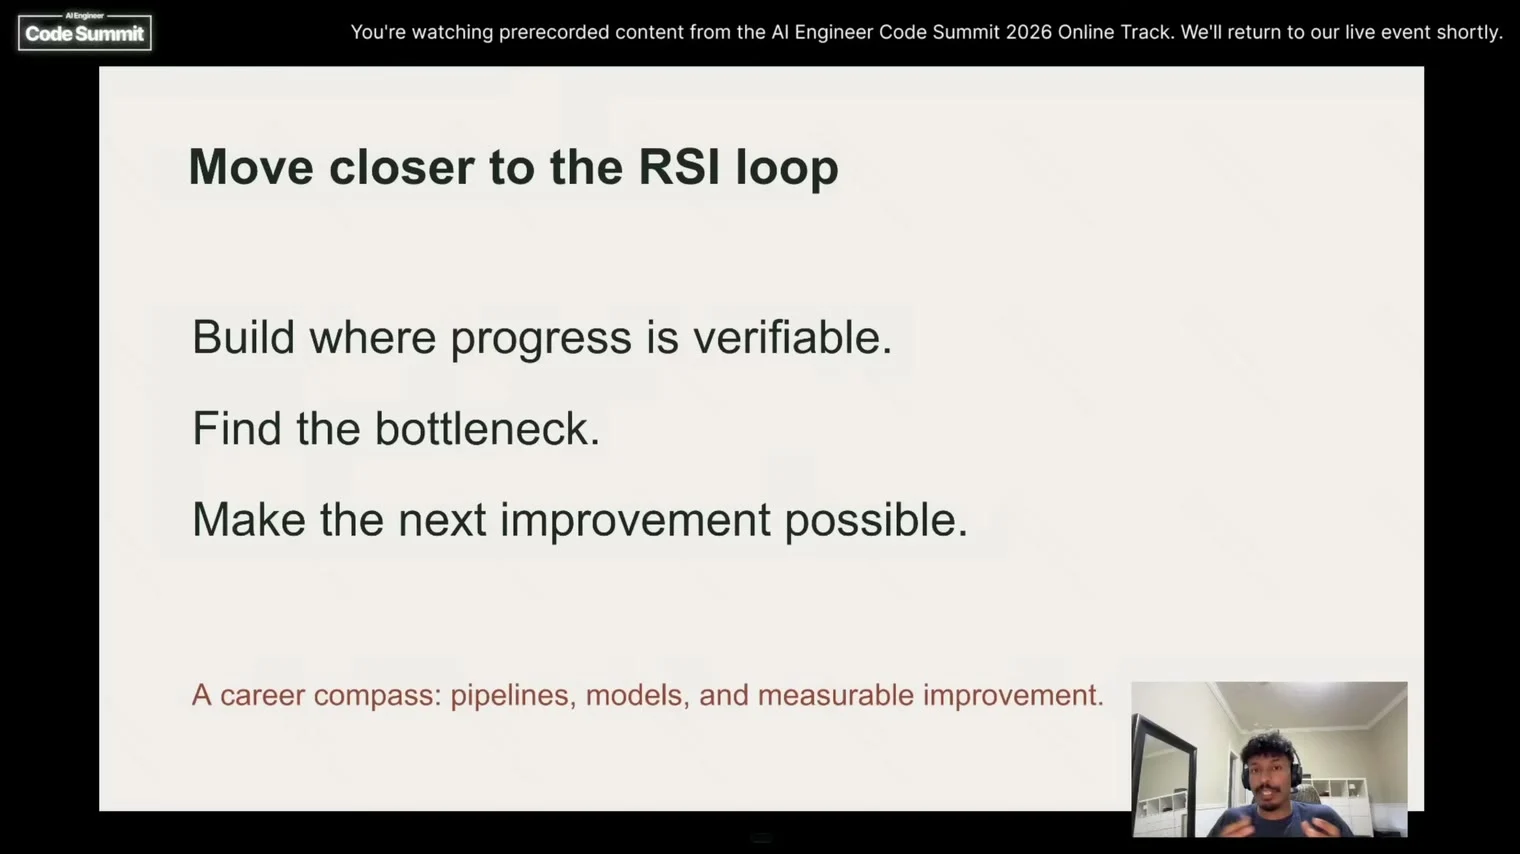 AI Engineer
Code Summit
You're watching prerecorded content from the AI Engineer Code Summit 2026 Online Track. We'll return to our live event shortly.
Move closer to the RSI loop
Build where progress is verifiable.
Find the bottleneck.
Make the next improvement possible.
A career compass: pipelines, models, and measurable improvement.